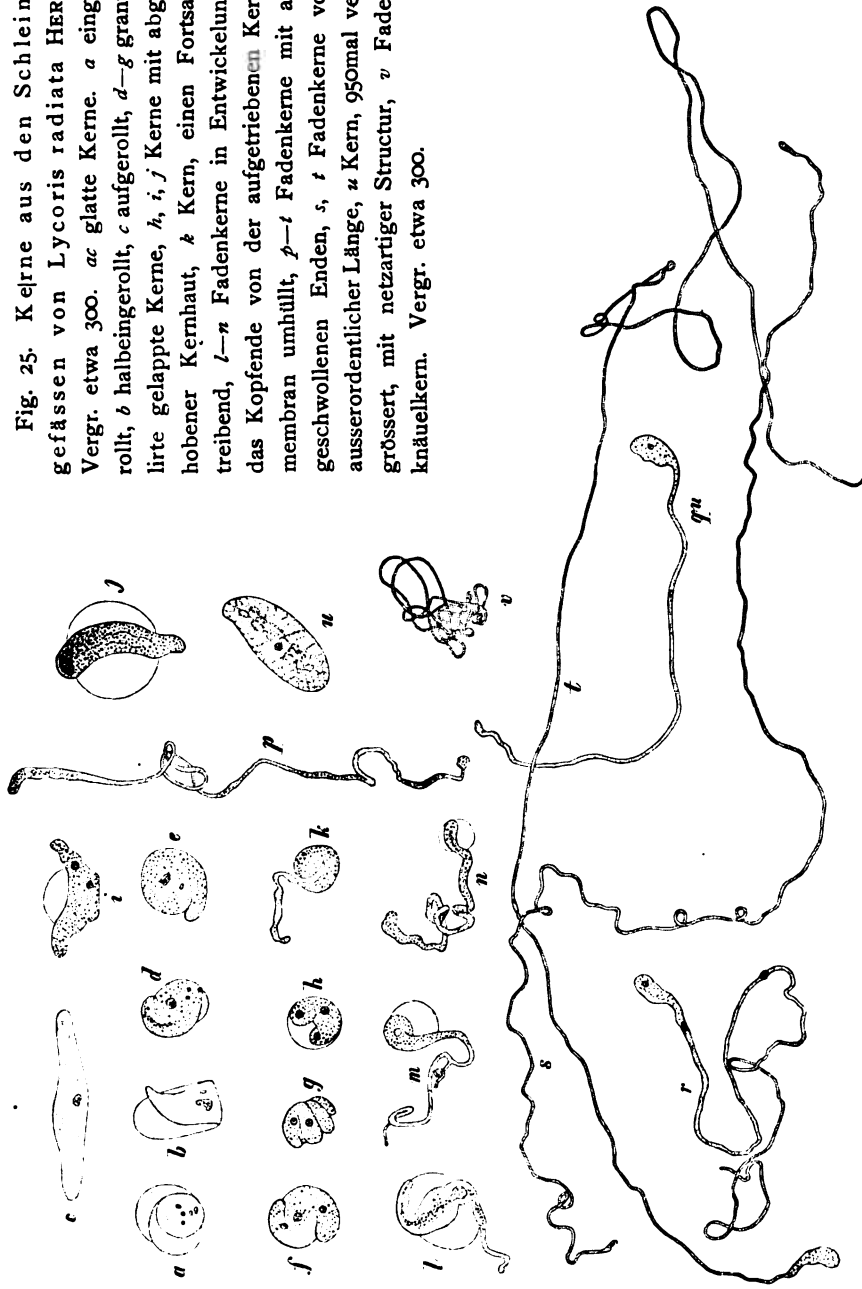 Fig. 25. Ke|rne aus den Schlein
gefässen von Lycoris radiata HER
Vergr. etwa 300. ac glatte Kerne. a eing
rollt, b halbeingerollt, c aufgerollt, d—g gran
lirte gelappte Kerne, h, i, j Kerne mit abg
hobener Kernhaut, k Kern, einen Fortsa
treibend, l—n Fadenkerne in Entwickelun
das Kopfende von der aufgetriebenen Ker
membran umhüllt, p—t Fadenkerne mit a
geschwollenen Enden, s, t Fadenkerne vo
ausserordentlicher Länge, u Kern, 950mal ve
grössert, mit netzartiger Structur, v Fade
knäuelkern. Vergr. etwa 300.
c
i
j
a b d e
p
f g h k
u
l m n
v
s
t
r
qu